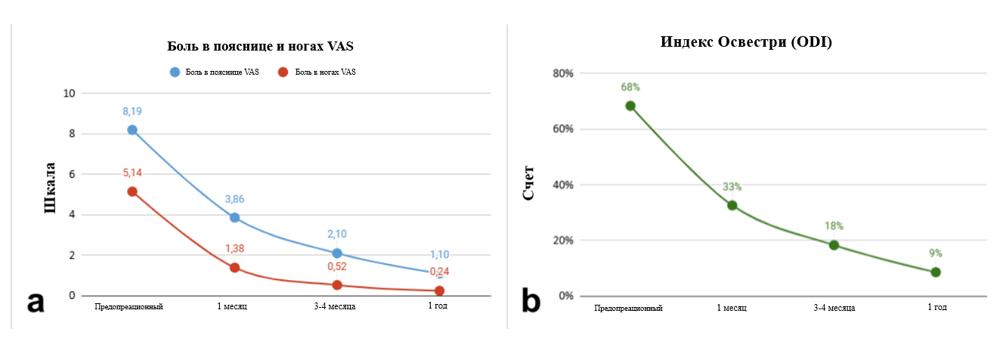 Боль в пояснице и ногах VAS
Боль в пояснице VAS Боль в ногах VAS
Шкала
10
8
6
4
2
0
8,19
5,14
3,86
1,38
2,10
0,52
1,10
0,24
Предопреационный 1 месяц 3-4 месяца 1 год
a
Индекс Освестри (ODI)
Счет
80%
60%
40%
20%
0%
68%
33%
18%
9%
Предопреационный 1 месяц 3-4 месяца 1 год
b